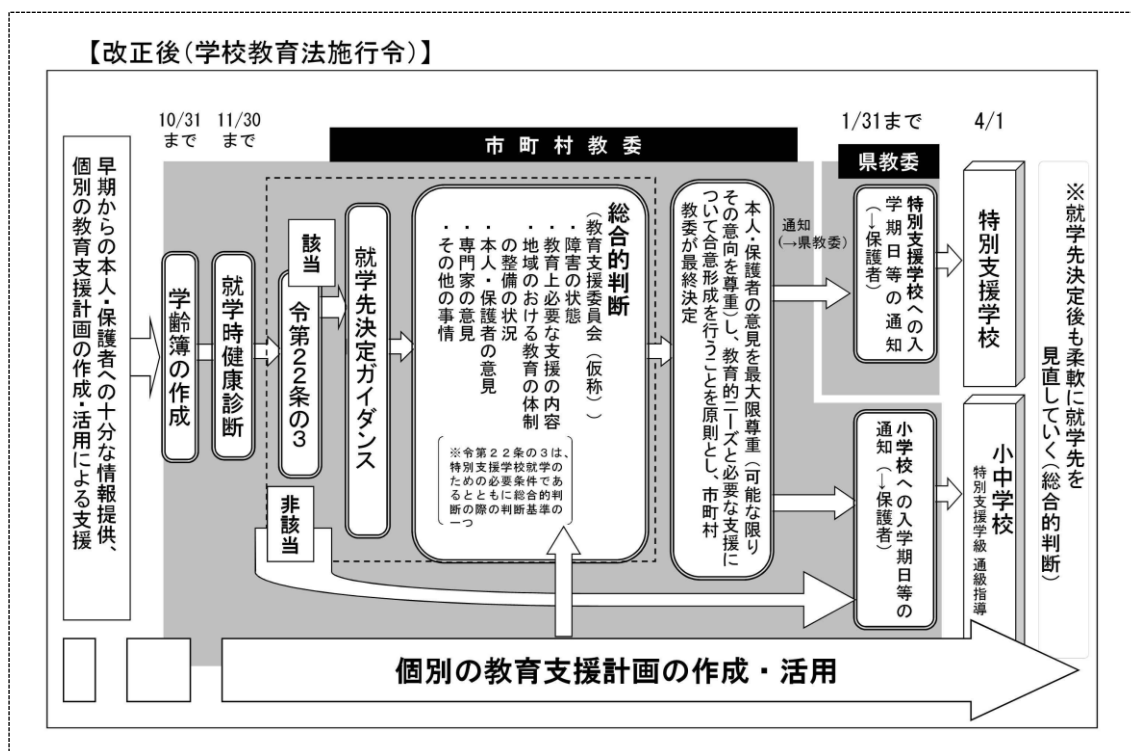 【改正後(学校教育法施行令)】
10/31
まで
11/30
まで
1/31まで
4/1
市町村教委
県教委
早期からの本人・保護者への十分な情報提供、
個別の教育支援計画の作成・活用による支援
学齢簿の作成
就学時健康診断
該当
令第22条の3
非該当
就学先決定ガイダンス
総合的判断
(教育支援委員会(仮称))
・障害の状態
・教育上必要な支援の内容
・地域のおける教育の体制
の整備の状況
・本人・保護者の意見
・専門家の意見
・その他の事情
※令第22条の3は、
特別支援学校就学の
ための必要条件であ
るとともに総合的判
断の際の判断基準の
一つ
本人・保護者の意見を最大限尊重(可能な限り
その意向を尊重)し、教育的ニーズと必要な支援に
ついて合意形成を行うことを原則とし、市町村
教委が最終決定
通知
(→県教委)
特別支援学校への入
学期日等の通知
(→保護者)
小学校への入学期日等の
通知(→保護者)
特別支援学校
小中学校
特別支援学級 通級指導
※就学先決定後も柔軟に就学先を
見直していく(総合的判断)
個別の教育支援計画の作成・活用